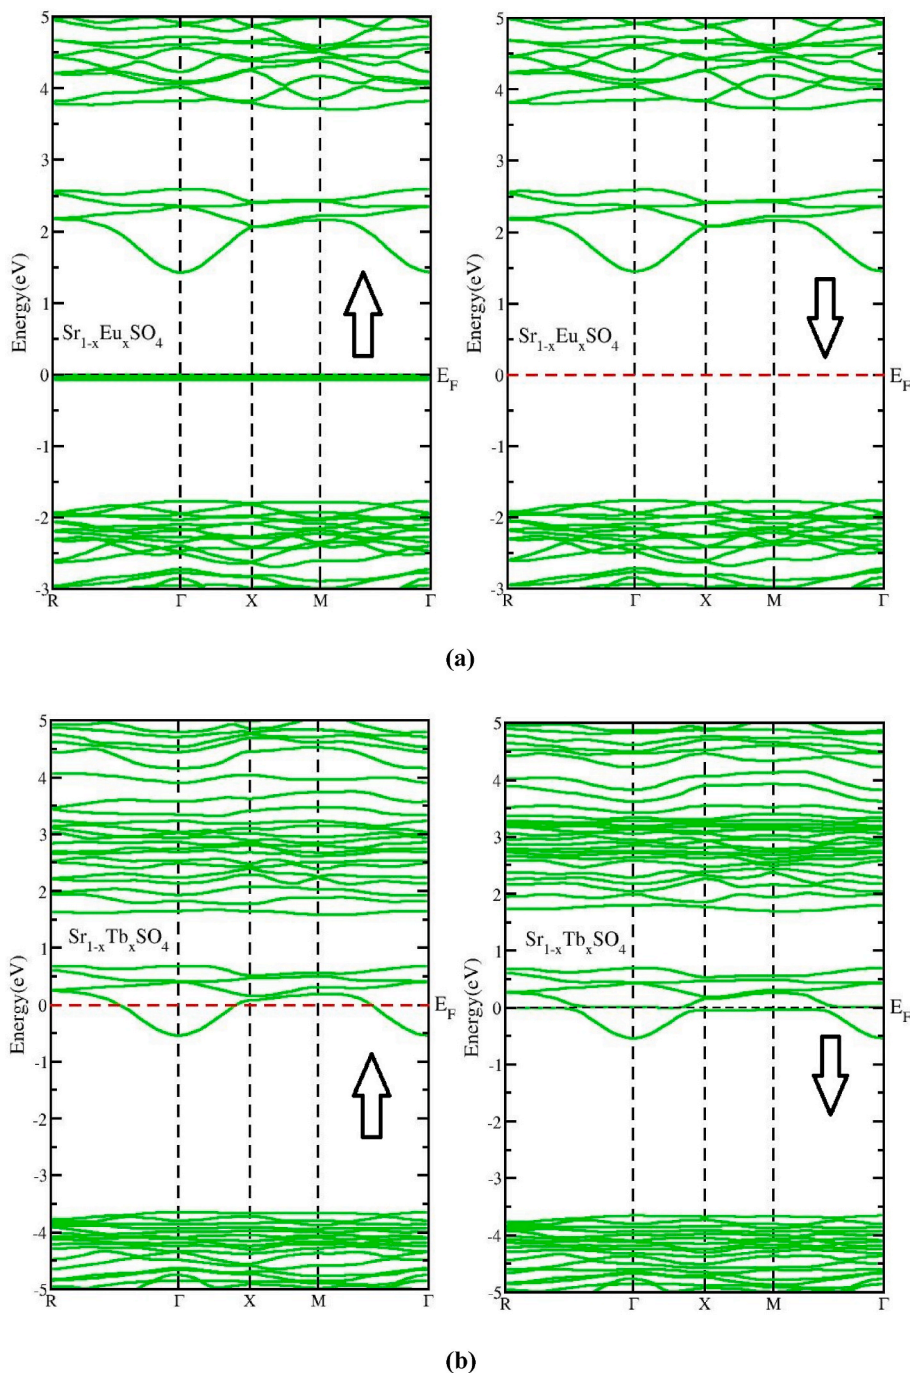 5
4
3
2
1
0
-1
-2
-3
Energy(eV)
Sr1-xEuxSO4
EF
R Γ X M Γ
5
4
3
2
1
0
-1
-2
-3
Energy(eV)
Sr1-xEuxSO4
EF
R Γ X M Γ
(a)
5
4
3
2
1
0
-1
-2
-3
-4
-5
Energy(eV)
Sr1-xTbxSO4
EF
R Γ X M Γ
5
4
3
2
1
0
-1
-2
-3
-4
-5
Energy(eV)
Sr1-xTbxSO4
EF
R Γ X M Γ
(b)